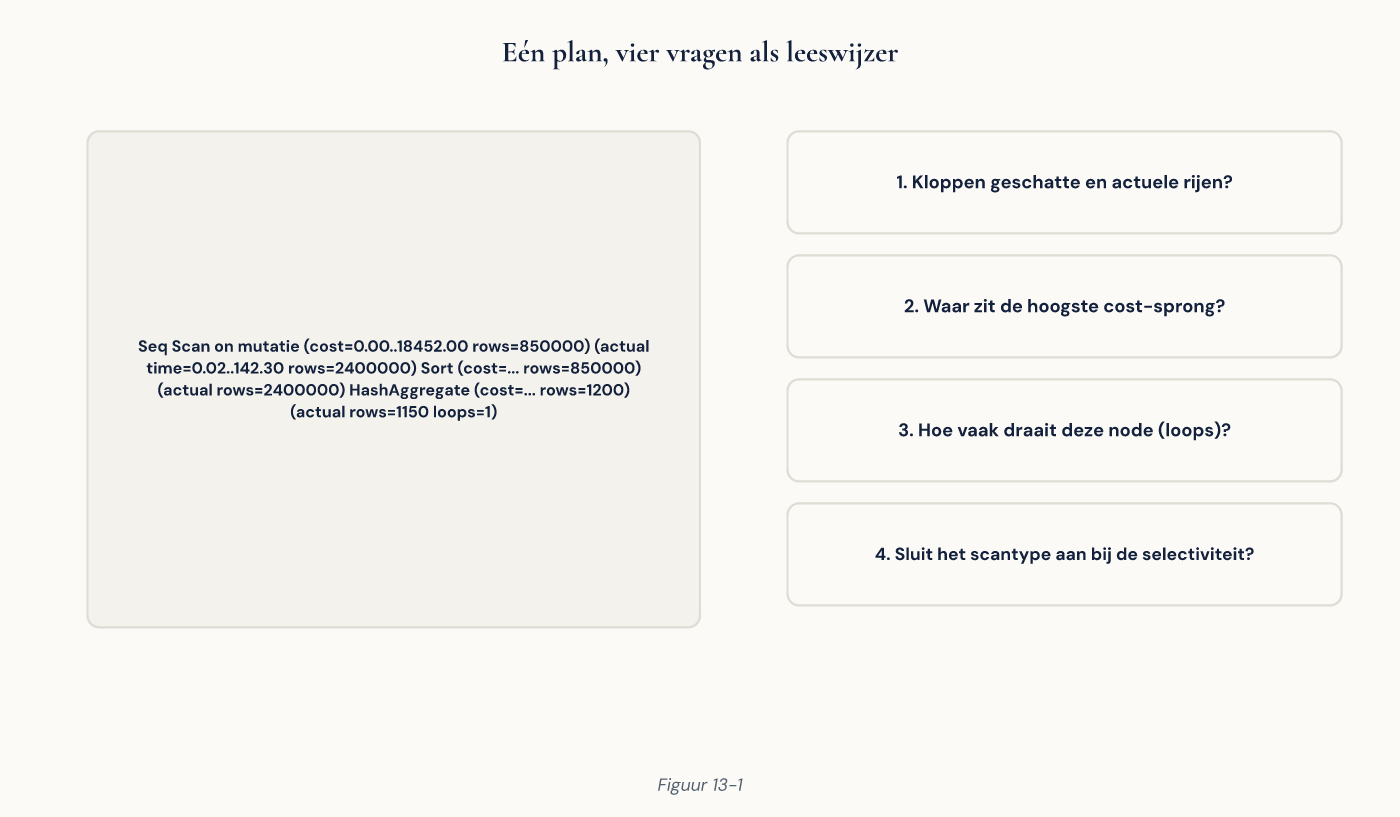 Eén plan, vier vragen als leeswijzer
Seq Scan on mutatie (cost=0.00..18452.00 rows=850000) (actual
time=0.02..142.30 rows=2400000) Sort (cost=... rows=850000)
(actual rows=2400000) HashAggregate (cost=... rows=1200)
(actual rows=1150 loops=1)
1. Kloppen geschatte en actuele rijen?
2. Waar zit de hoogste cost-sprong?
3. Hoe vaak draait deze node (loops)?
4. Sluit het scantype aan bij de selectiviteit?
Figuur 13-1